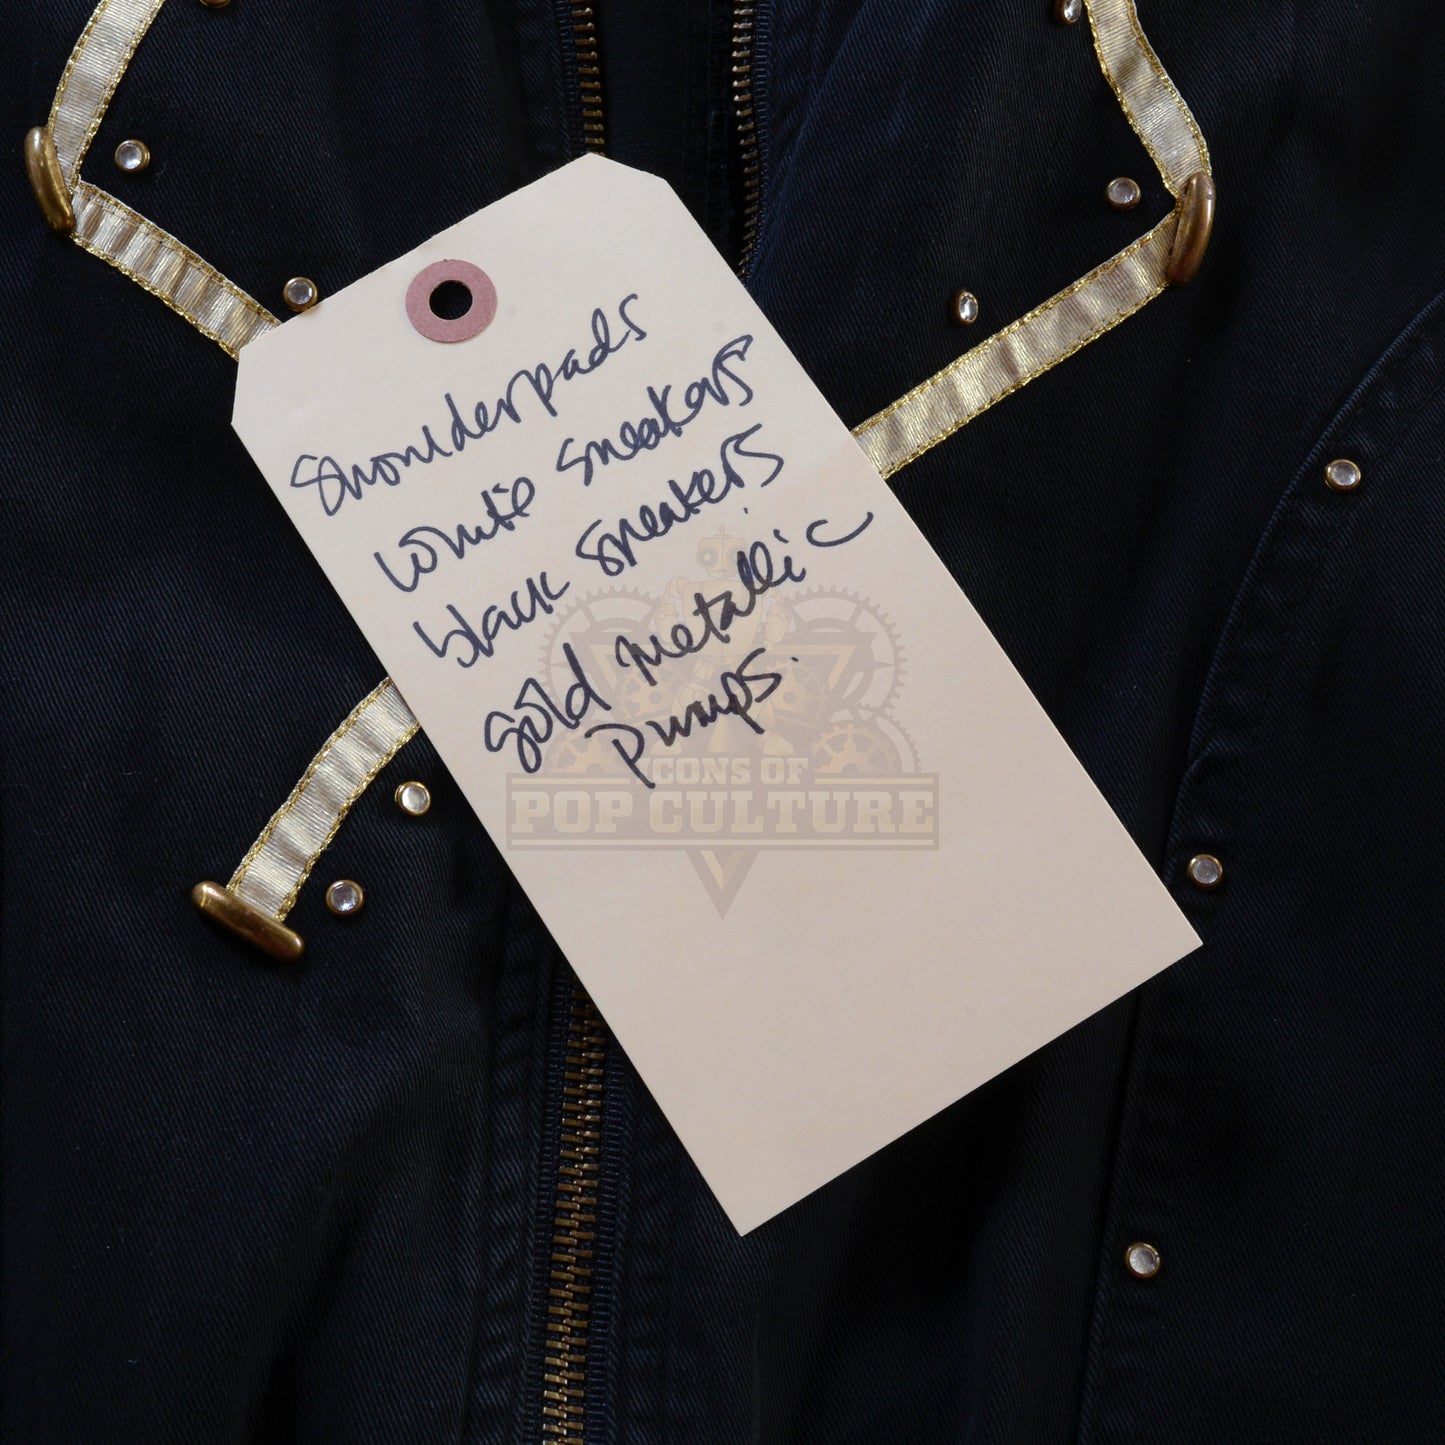 Shoulderpads
White sneakers
black sneakers
gold metallic
pumps.
ICONS OF
POP CULTURE